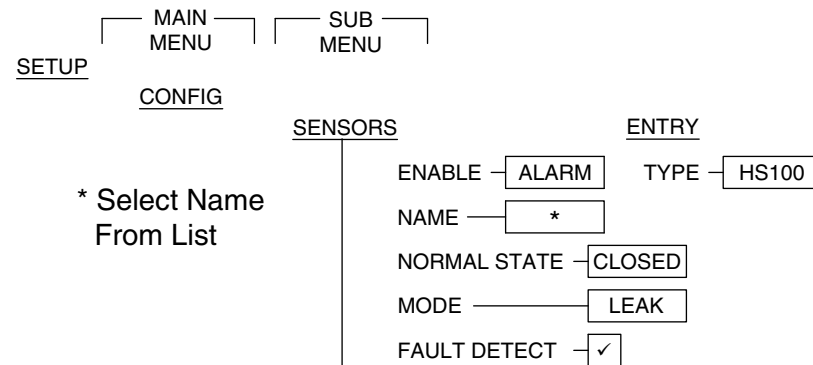 MAIN MENU
SUB MENU
SETUP
CONFIG
SENSORS
ENTRY
ENABLE ALARM TYPE HS100
* Select Name
From List
NAME *
NORMAL STATE CLOSED
MODE LEAK
FAULT DETECT ✓